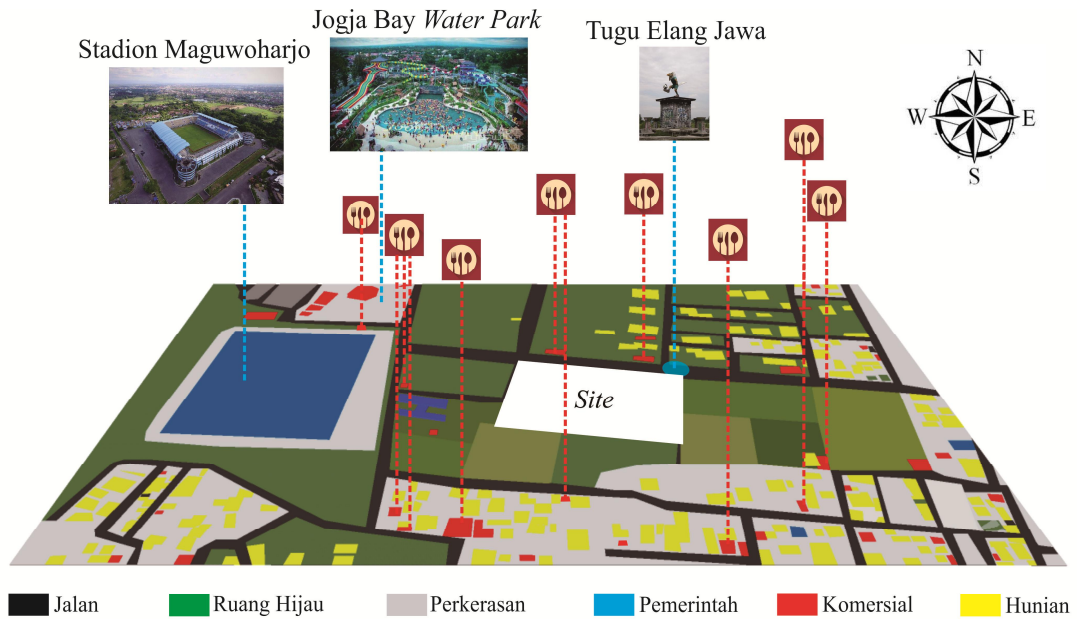 Stadion Maguwoharjo
Jogja Bay Water Park
Tugu Elang Jawa
N
W
E
S
Site
Jalan
Ruang Hijau
Perkerasan
Pemerintah
Komersial
Hunian